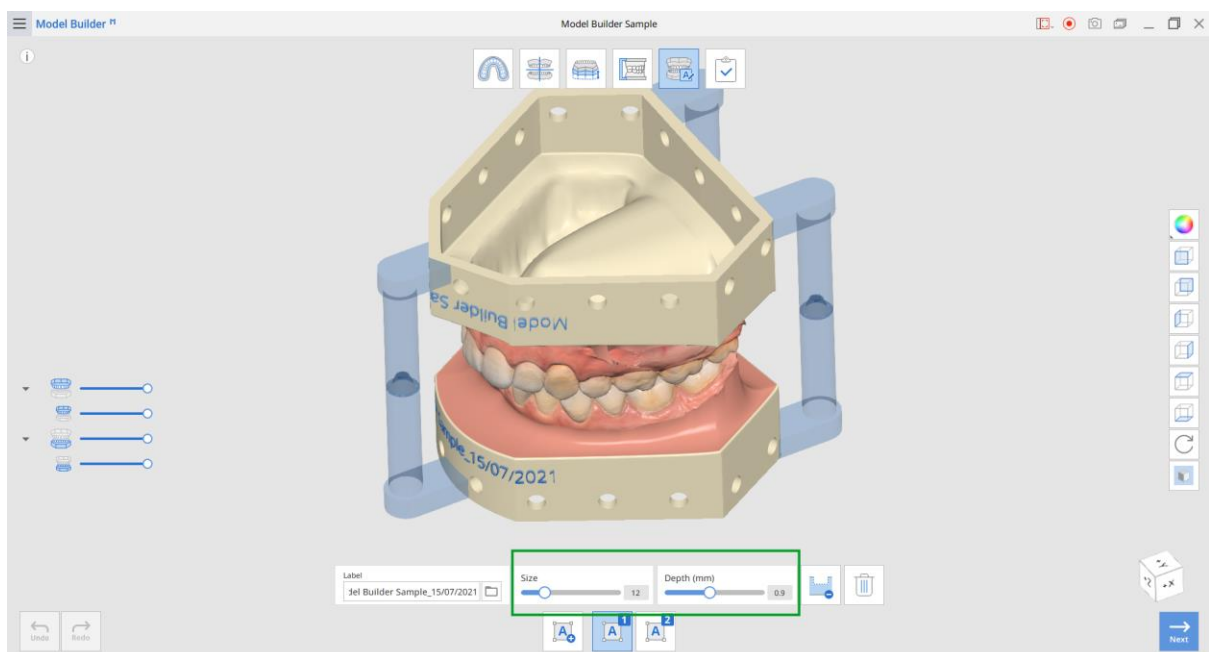 Model Builder
Model Builder Sample
i
A
Model Builder Sa
Sample_15/07/2021
Label
del Builder Sample_15/07/2021
Size
12
Depth (mm)
0.9
A
A 1
A 2
Undo
Redo
Next